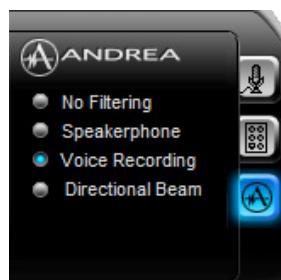 ANDREA
No Filtering
Speakerphone
Voice Recording
Directional Beam